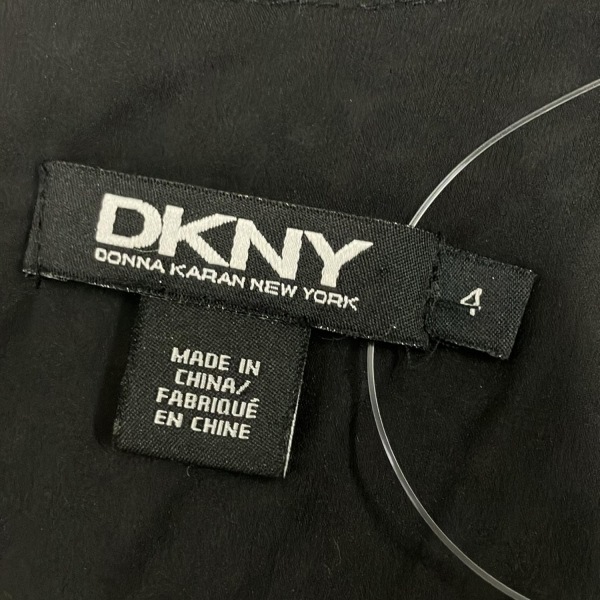 DKNY
DONNA KARAN NEW YORK
4
MADE IN
CHINA/
FABRIQUÉ
EN CHINE